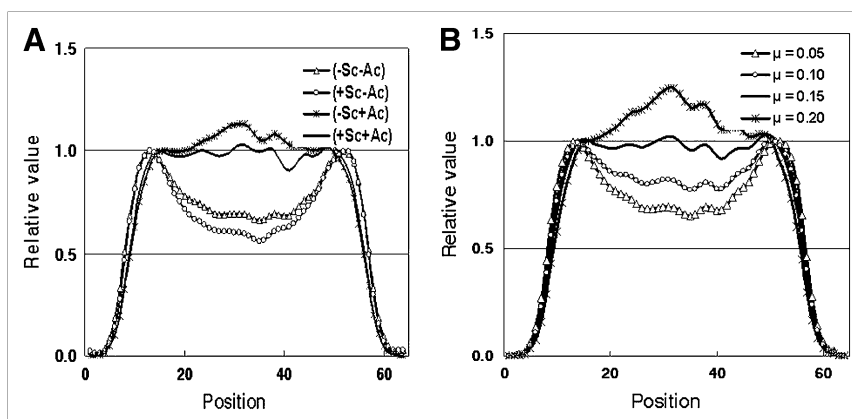 A
1.5
1.0
0.5
0.0
Relative value
(-Sc-Ac)
(+Sc-Ac)
(-Sc+Ac)
(+Sc+Ac)
0
20
40
60
Position
B
1.5
1.0
0.5
0.0
Relative value
μ = 0.05
μ = 0.10
μ = 0.15
μ = 0.20
0
20
40
60
Position